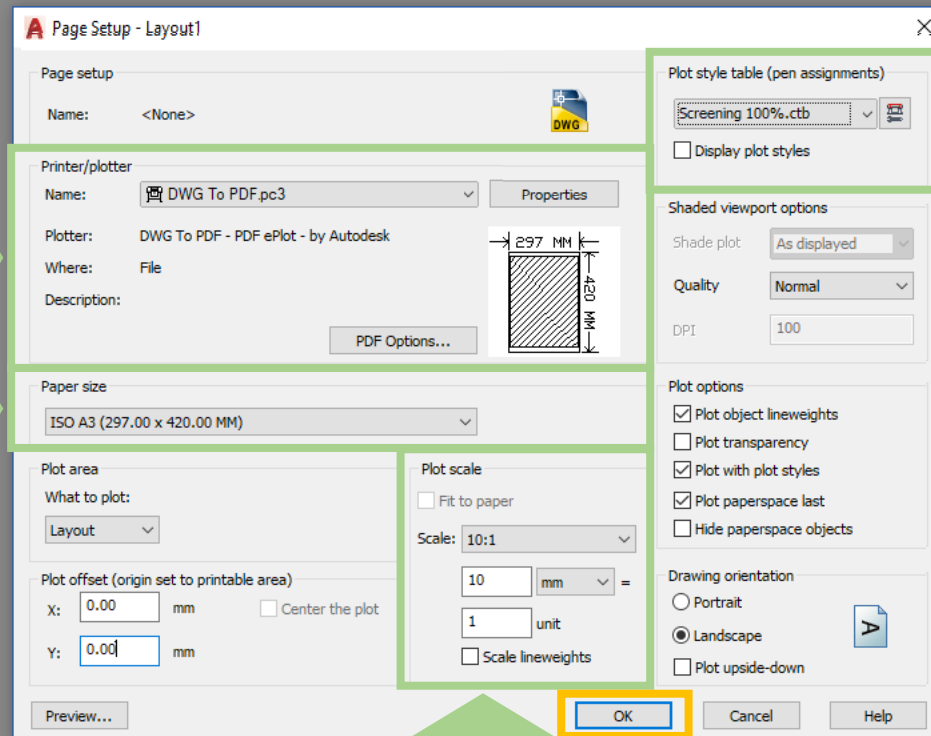 Page Setup - Layout1
Page setup
Name: <None>
DWG
Printer/plotter
Name: DWG To PDF.pc3
Properties
Plotter: DWG To PDF - PDF ePlot - by Autodesk
Where: File
Description:
297 MM
420 MM
PDF Options...
Paper size
ISO A3 (297.00 x 420.00 MM)
Plot area
What to plot:
Layout
Plot offset (origin set to printable area)
X: 0.00 mm
Center the plot
Y: 0.00 mm
Plot scale
Fit to paper
Scale: 10:1
10 mm =
1 unit
Scale lineweights
Plot style table (pen assignments)
Screening 100%.ctb
Display plot styles
Shaded viewport options
Shade plot As displayed
Quality Normal
DPI 100
Plot options
Plot object lineweights
Plot transparency
Plot with plot styles
Plot paperspace last
Hide paperspace objects
Drawing orientation
Portrait
Landscape
A
Plot upside-down
Preview...
OK
Cancel
Help